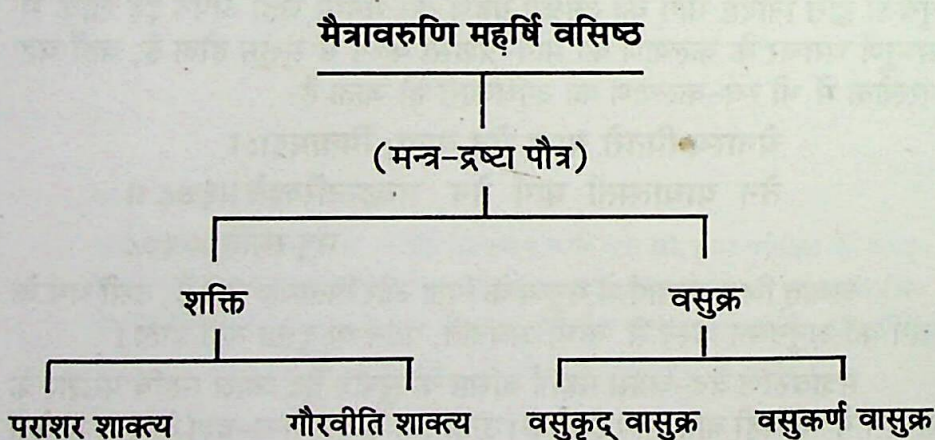 मैत्रावरुणि महर्षि वसिष्ठ
(मन्त्र-द्रष्टा पौत्र)
शक्ति वसुक्र
पराशर शाक्त्य गौरवीति शाक्त्य वसुकृद् वासुक्र वसुकर्ण वासुक्र